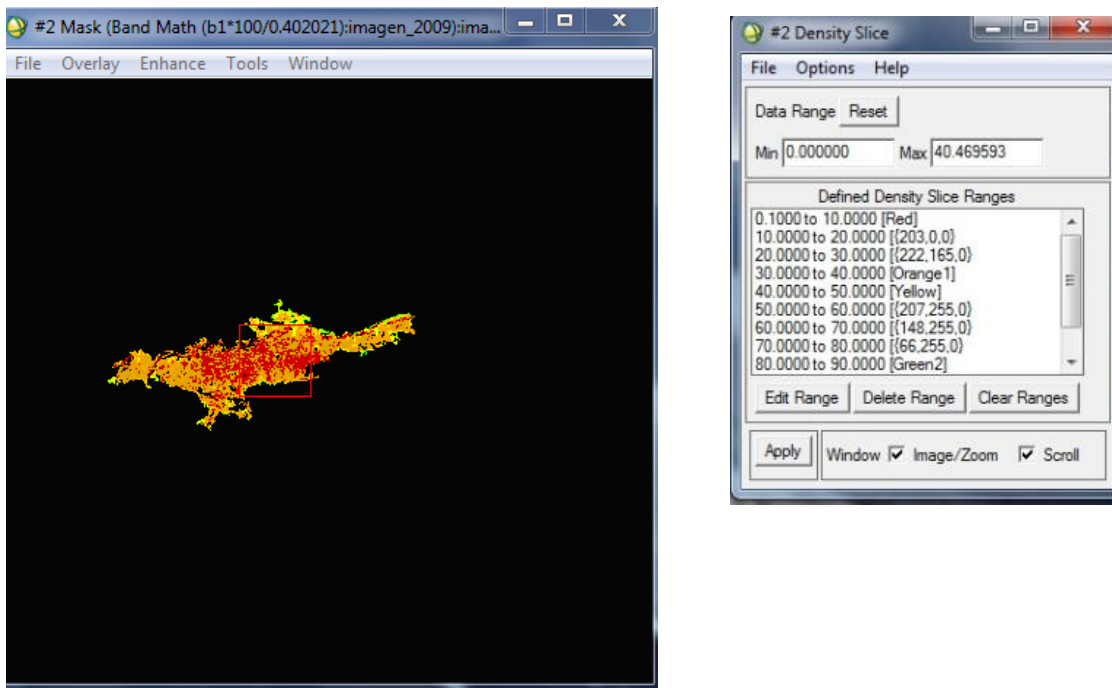 #2 Mask (Band Math (b1*100/0.402021):imagen_2009):ima...
File Overlay Enhance Tools Window
#2 Density Slice
File Options Help
Data Range Reset
Min 0.000000 Max 40.469593
Defined Density Slice Ranges
0.1000 to 10.0000 [Red]
10.0000 to 20.0000 [{203,0,0}
20.0000 to 30.0000 [{222,165,0}
30.0000 to 40.0000 [Orange1]
40.0000 to 50.0000 [Yellow]
50.0000 to 60.0000 [{207,255,0}
60.0000 to 70.0000 [{148,255,0}
70.0000 to 80.0000 [{66,255,0}
80.0000 to 90.0000 [Green2]
Edit Range Delete Range Clear Ranges
Apply Window Image/Zoom Scroll